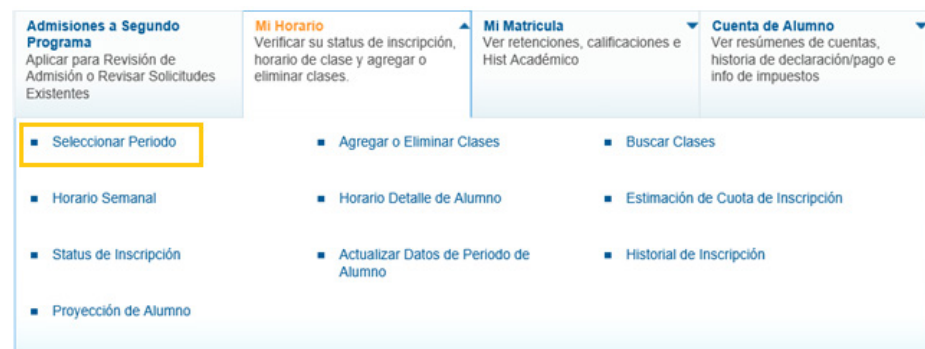 Admisiones a Segundo
Programa
Aplicar para Revisión de
Admisión o Revisar Solicitudes
Existentes
Mi Horario
Verificar su status de inscripción,
horario de clase y agregar o
eliminar clases.
Mi Matricula
Ver retenciones, calificaciones e
Hist Académico
Cuenta de Alumno
Ver resúmenes de cuentas,
historia de declaración/pago e
info de impuestos
Seleccionar Periodo
Agregar o Eliminar Clases
Buscar Clases
Horario Semanal
Horario Detalle de Alumno
Estimación de Cuota de Inscripción
Status de Inscripción
Actualizar Datos de Periodo de
Alumno
Historial de Inscripción
Proyección de Alumno